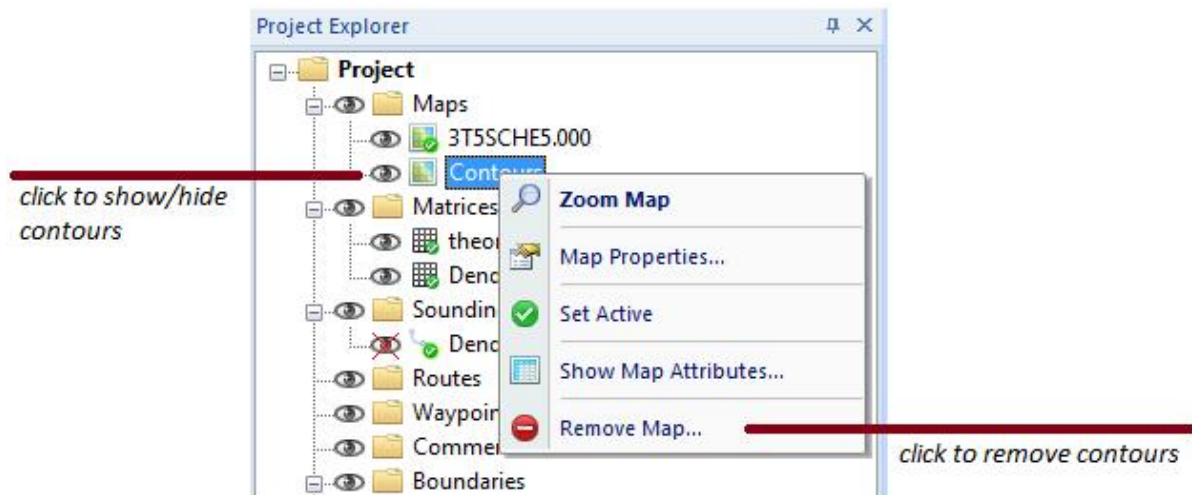 Project Explorer
Project
Maps
3T5SCHE5.000
Contours
click to show/hide
contours
Zoom Map
Matrices
Map Properties...
Set Active
Show Map Attributes...
Routes
Remove Map...
click to remove contours
Boundaries